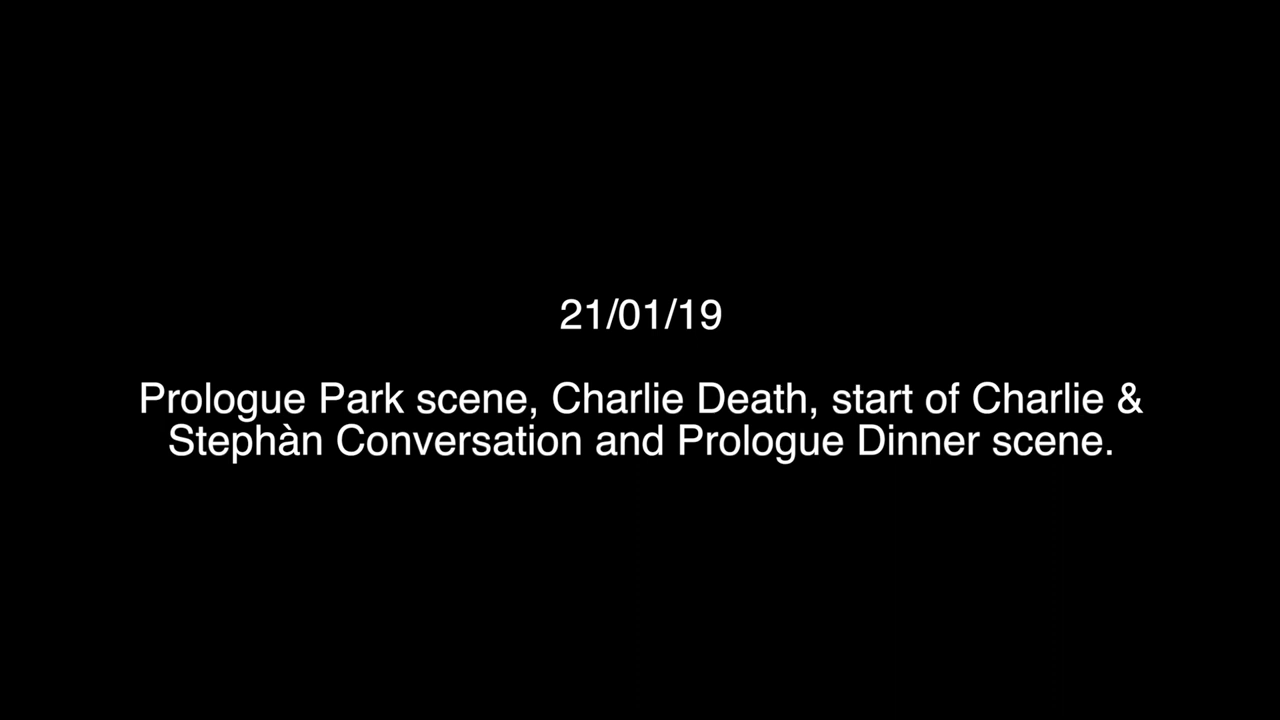 21/01/19
Prologue Park scene, Charlie Death, start of Charlie &
Stephàn Conversation and Prologue Dinner scene.